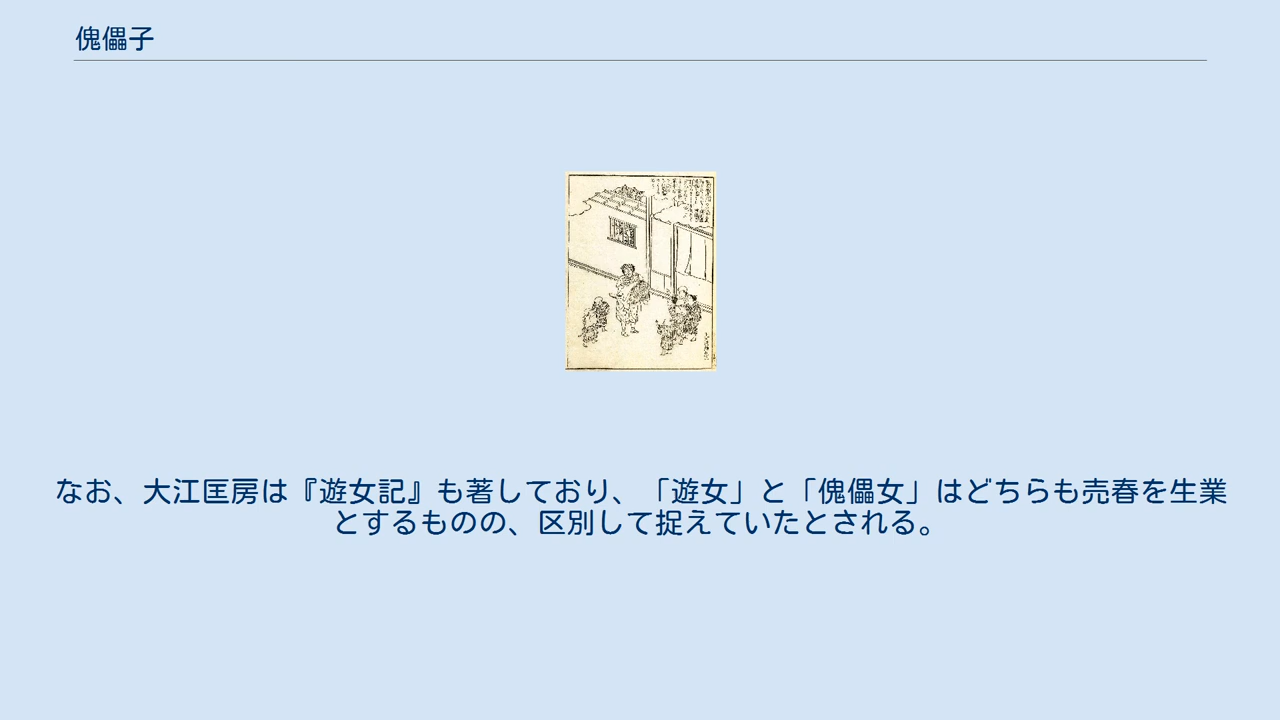 傀儡子
なお、大江匡房は『遊女記』も著しており、「遊女」と「傀儡女」はどちらも売春を生業
とするものの、区別して捉えていたとされる。